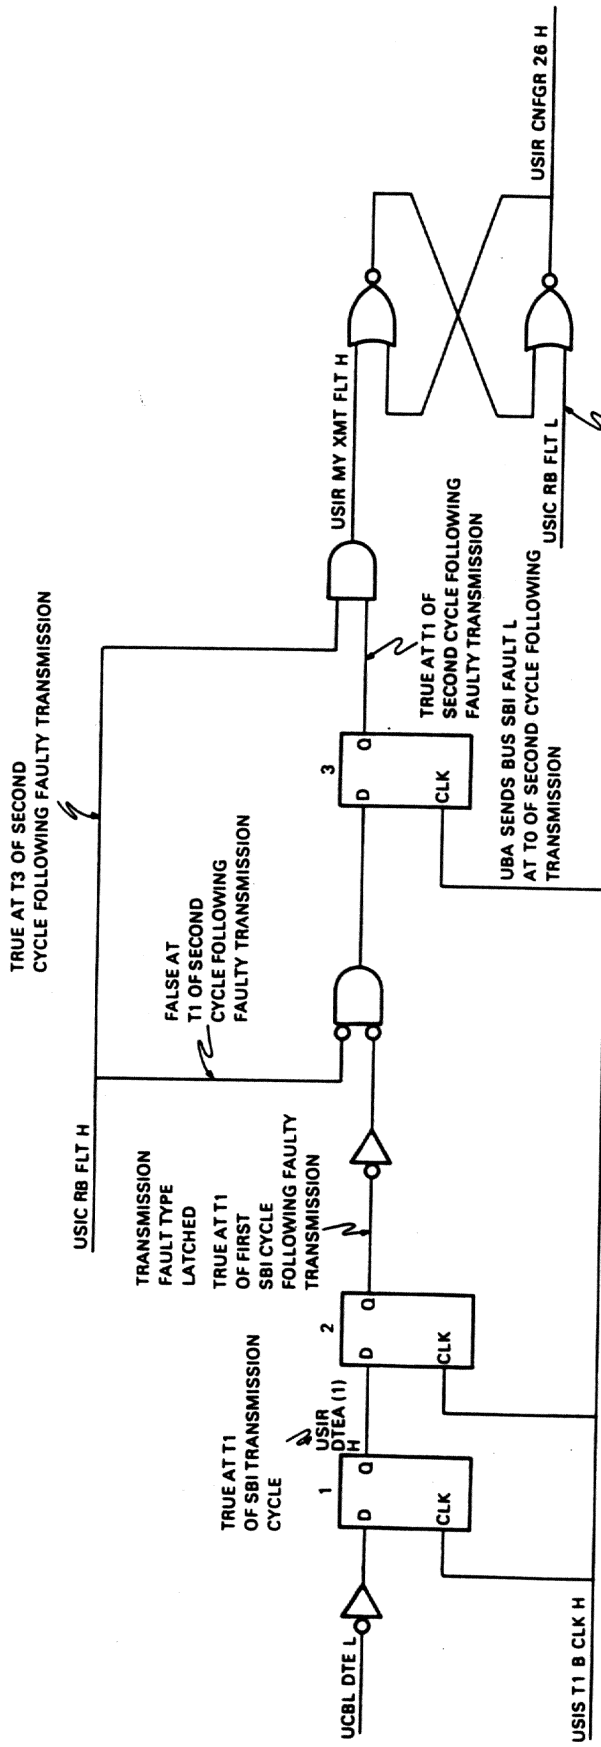 TRUE AT T3 OF SECOND
CYCLE FOLLOWING FAULTY TRANSMISSION
USIC RB FLT H
FALSE AT
T1 OF SECOND
CYCLE FOLLOWING
FAULTY TRANSMISSION
TRANSMISSION
FAULT TYPE
LATCHED
TRUE AT T1
OF FIRST
SBI CYCLE
FOLLOWING FAULTY
TRANSMISSION
TRUE AT T1
OF SBI TRANSMISSION
CYCLE
UCBL DTE L
1
D
Q
CLK
USIR
DTEA (1)
H
2
D
Q
CLK
3
D
Q
CLK
TRUE AT T1 OF
SECOND CYCLE FOLLOWING
FAULTY TRANSMISSION
USIR MY XMT FLT H
USIR CNFGR 26 H
USIC RB FLT L
UBA SENDS BUS SBI FAULT L
AT T0 OF SECOND CYCLE FOLLOWING
TRANSMISSION
USIS T1 B CLK H